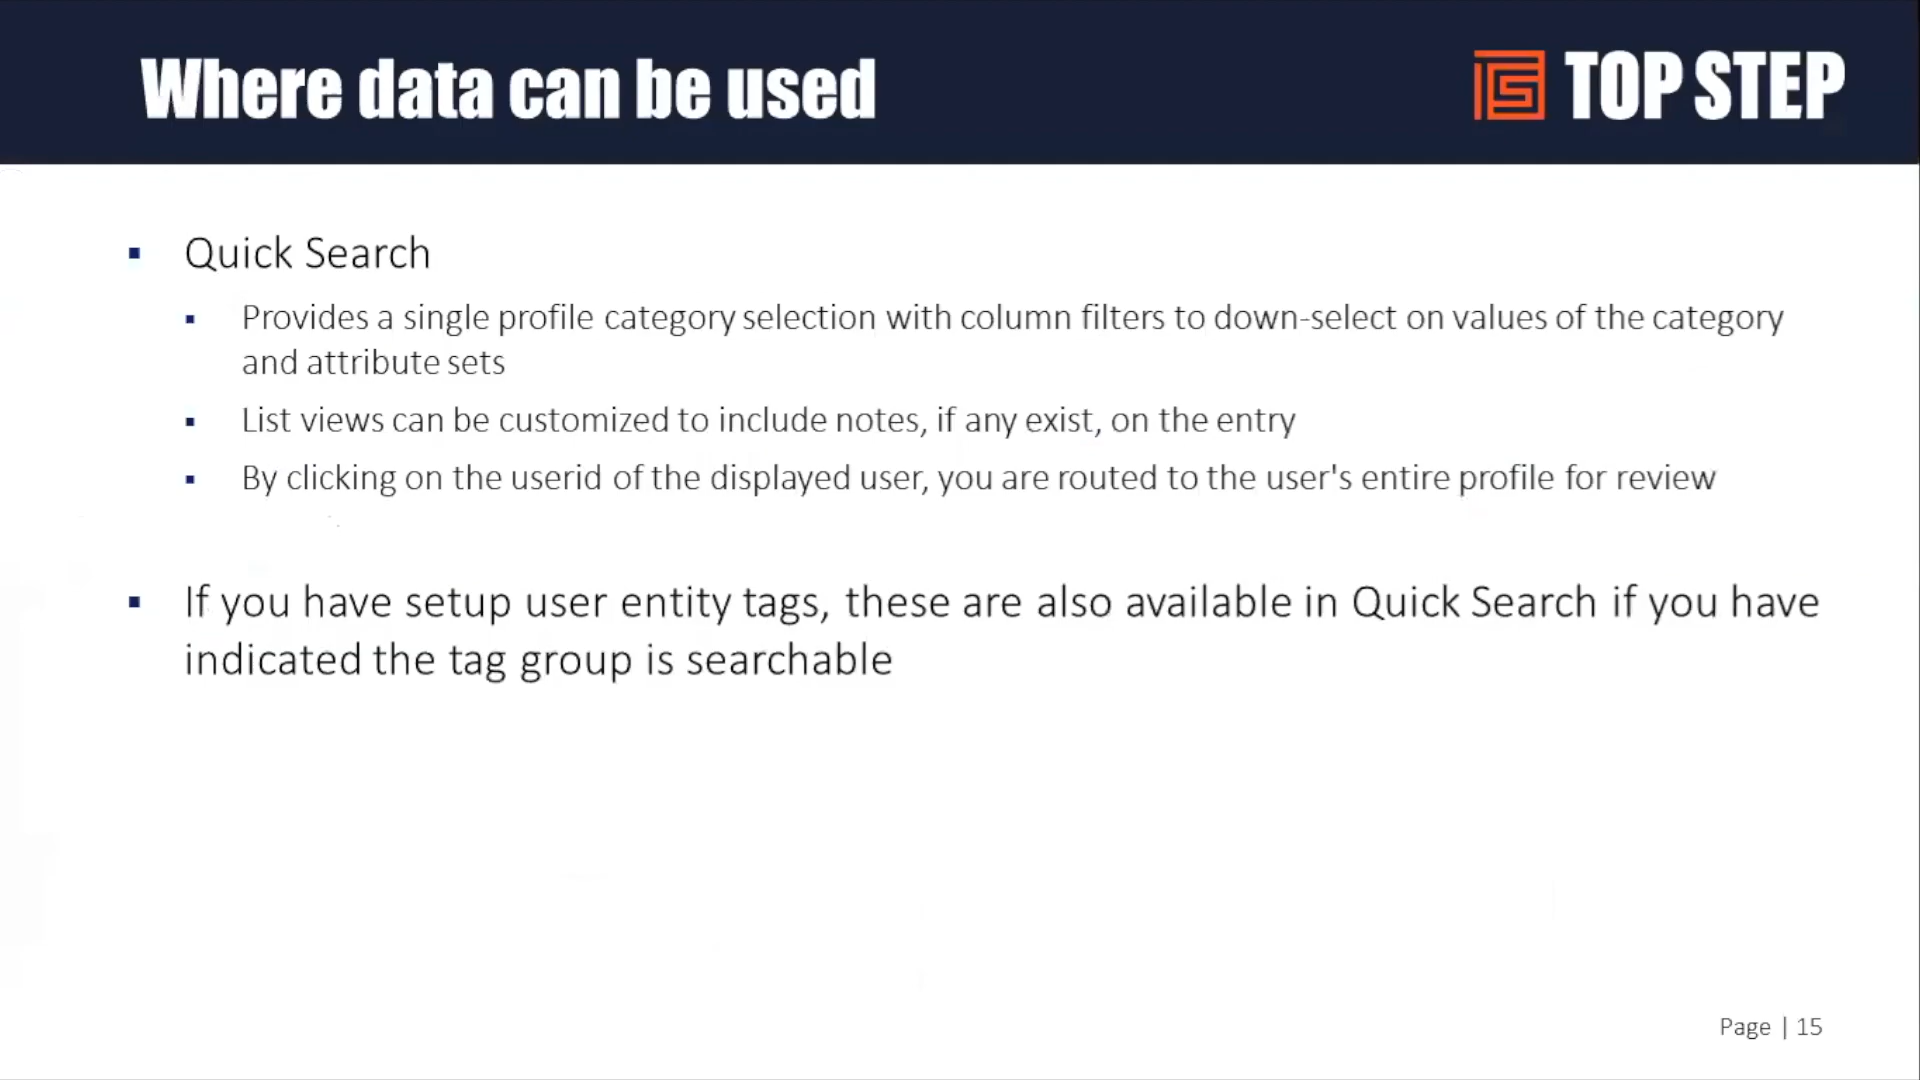 Where data can be used
TOP STEP
▪ Quick Search
▪ Provides a single profile category selection with column filters to down-select on values of the category
and attribute sets
▪ List views can be customized to include notes, if any exist, on the entry
▪ By clicking on the userid of the displayed user, you are routed to the user's entire profile for review
▪ If you have setup user entity tags, these are also available in Quick Search if you have
indicated the tag group is searchable
Page | 15